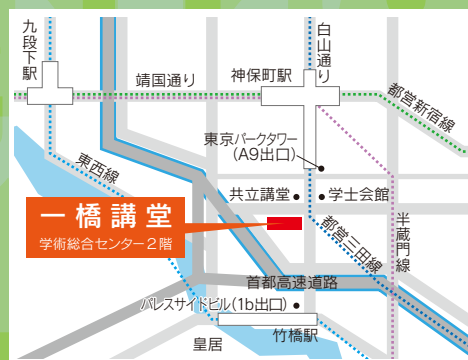 九段下駅
靖国通り
神保町駅
白山通り
都営新宿線
東京パークタワー
(A9出口)
東西線
共立講堂
学士会館
一橋講堂
学術総合センター2階
都営三田線
半蔵門線
首都高速道路
パレスサイドビル(1b出口)
竹橋駅
皇居